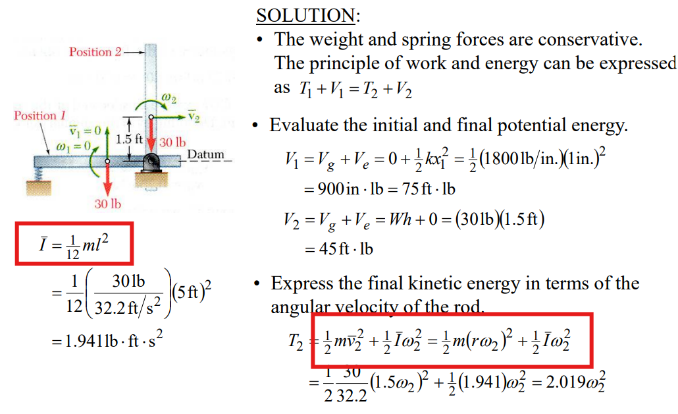 SOLUTION:
• The weight and spring forces are conservative.
The principle of work and energy can be expressed
as T₁ + V₁ = T₂ + V₂
Position 2
ω₂
v̄₂
Position 1
v̄₁ = 0
ω₁ = 0
1.5 ft
30 lb
Datum
30 lb
• Evaluate the initial and final potential energy.
V₁ = V_g + V_e = 0 + ½kx₁² = ½(1800 lb/in.)(1in.)²
= 900 in·lb = 75 ft·lb
V₂ = V_g + V_e = Wh + 0 = (30 lb)(1.5 ft)
= 45 ft·lb
Ī = 1/12 ml²
= 1/12 (30 lb / 32.2 ft/s²)(5 ft)²
= 1.941 lb·ft·s²
• Express the final kinetic energy in terms of the
angular velocity of the rod.
T₂ = ½mv̄₂² + ½Īω₂² = ½m(rω₂)² + ½Īω₂²
= 1/2 30/32.2 (1.5ω₂)² + ½(1.941)ω₂² = 2.019ω₂²